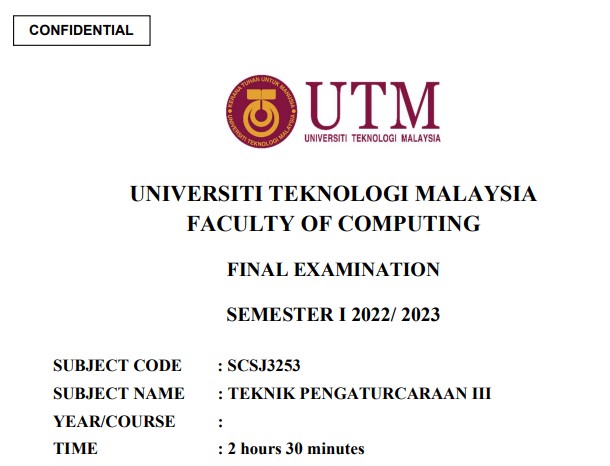 CONFIDENTIAL
KERANA TUHAN UNTUK MANUSIA
UNIVERSITI TEKNOLOGI MALAYSIA
UTM
UNIVERSITI TEKNOLOGI MALAYSIA
UNIVERSITI TEKNOLOGI MALAYSIA
FACULTY OF COMPUTING
FINAL EXAMINATION
SEMESTER I 2022/ 2023
SUBJECT CODE : SCSJ3253
SUBJECT NAME : TEKNIK PENGATURCARAAN III
YEAR/COURSE :
TIME : 2 hours 30 minutes